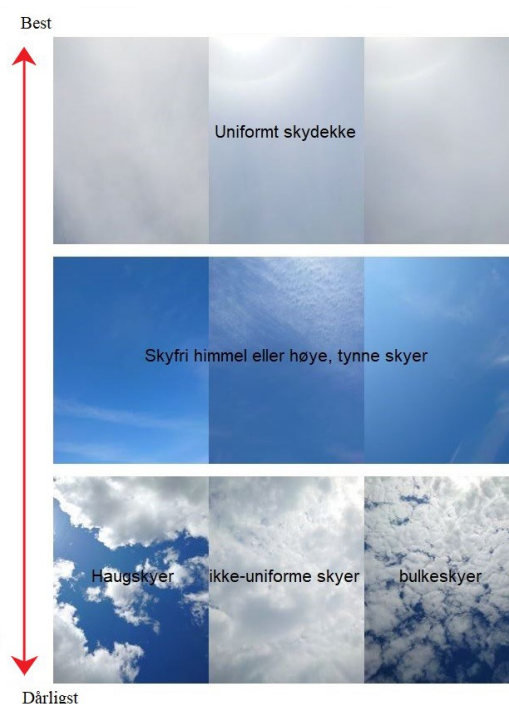 Best
Uniformt skydekke
Skyfri himmel eller høye, tynne skyer
Haugskyer
ikke-uniforme skyer
bulkeskyer
Dårligst